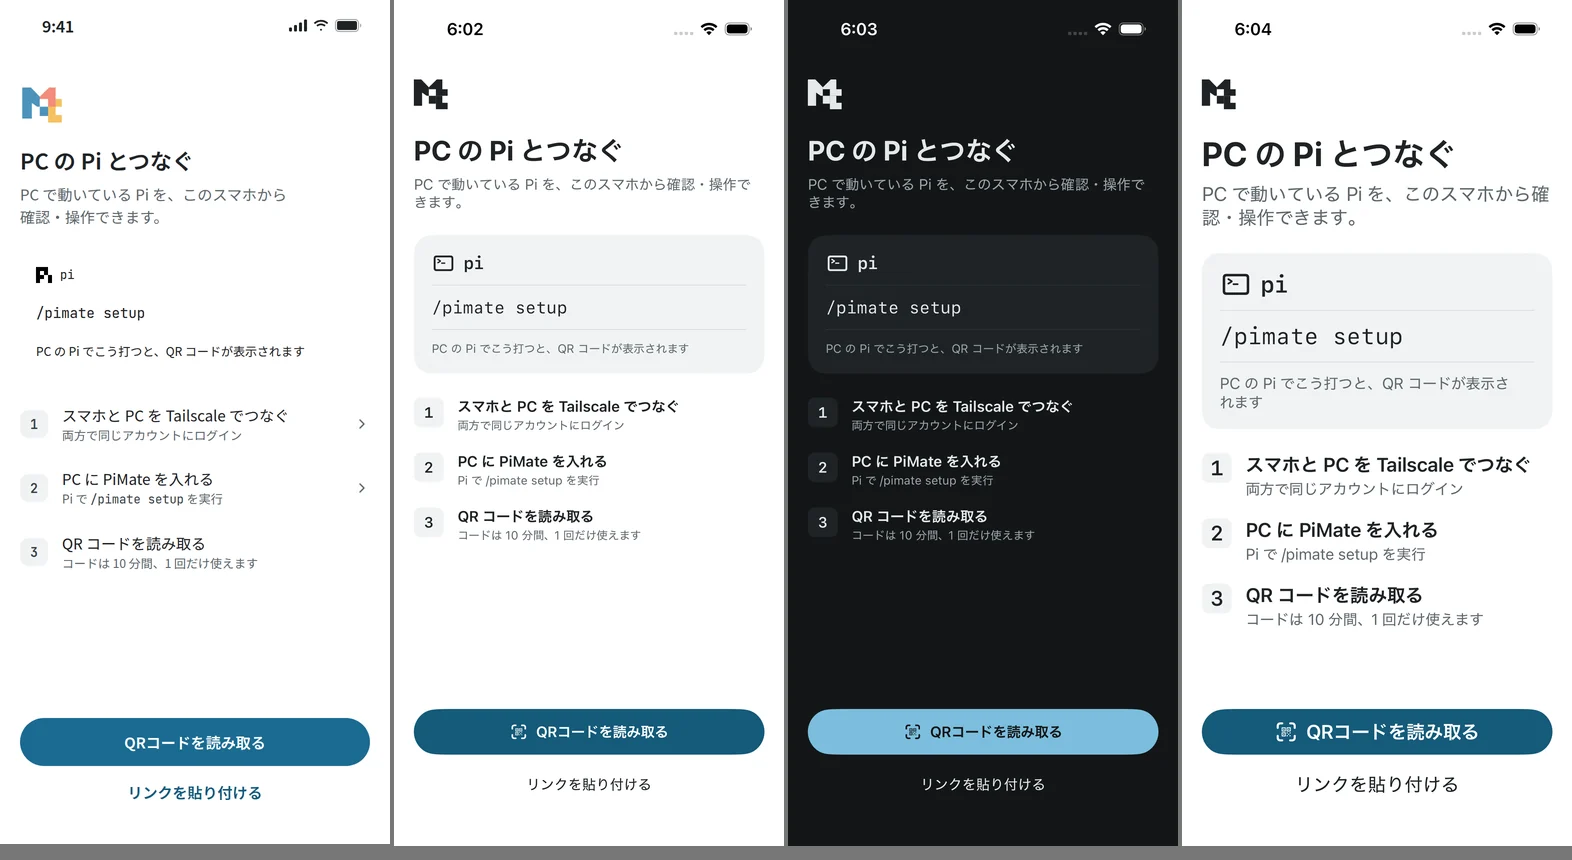 9:41
PC の Pi とつなぐ
PC で動いている Pi を、このスマホから
確認・操作できます。
pi
/pimate setup
PC の Pi でこう打つと、QR コードが表示されます
1
スマホと PC を Tailscale でつなぐ
両方で同じアカウントにログイン
2
PC に PiMate を入れる
Pi で /pimate setup を実行
3
QR コードを読み取る
コードは 10 分間、1 回だけ使えます
QRコードを読み取る
リンクを貼り付ける
6:02
PC の Pi とつなぐ
PC で動いている Pi を、このスマホから確認・操作で
きます。
pi
/pimate setup
PC の Pi でこう打つと、QR コードが表示されます
1
スマホと PC を Tailscale でつなぐ
両方で同じアカウントにログイン
2
PC に PiMate を入れる
Pi で /pimate setup を実行
3
QR コードを読み取る
コードは 10 分間、1 回だけ使えます
QRコードを読み取る
リンクを貼り付ける
6:03
PC の Pi とつなぐ
PC で動いている Pi を、このスマホから確認・操作で
きます。
pi
/pimate setup
PC の Pi でこう打つと、QR コードが表示されます
1
スマホと PC を Tailscale でつなぐ
両方で同じアカウントにログイン
2
PC に PiMate を入れる
Pi で /pimate setup を実行
3
QR コードを読み取る
コードは 10 分間、1 回だけ使えます
QRコードを読み取る
リンクを貼り付ける
6:04
PC の Pi とつなぐ
PC で動いている Pi を、このスマホから確
認・操作できます。
pi
/pimate setup
PC の Pi でこう打つと、QR コードが表示さ
れます
1
スマホと PC を Tailscale でつなぐ
両方で同じアカウントにログイン
2
PC に PiMate を入れる
Pi で /pimate setup を実行
3
QR コードを読み取る
コードは 10 分間、1 回だけ使えます
QRコードを読み取る
リンクを貼り付ける